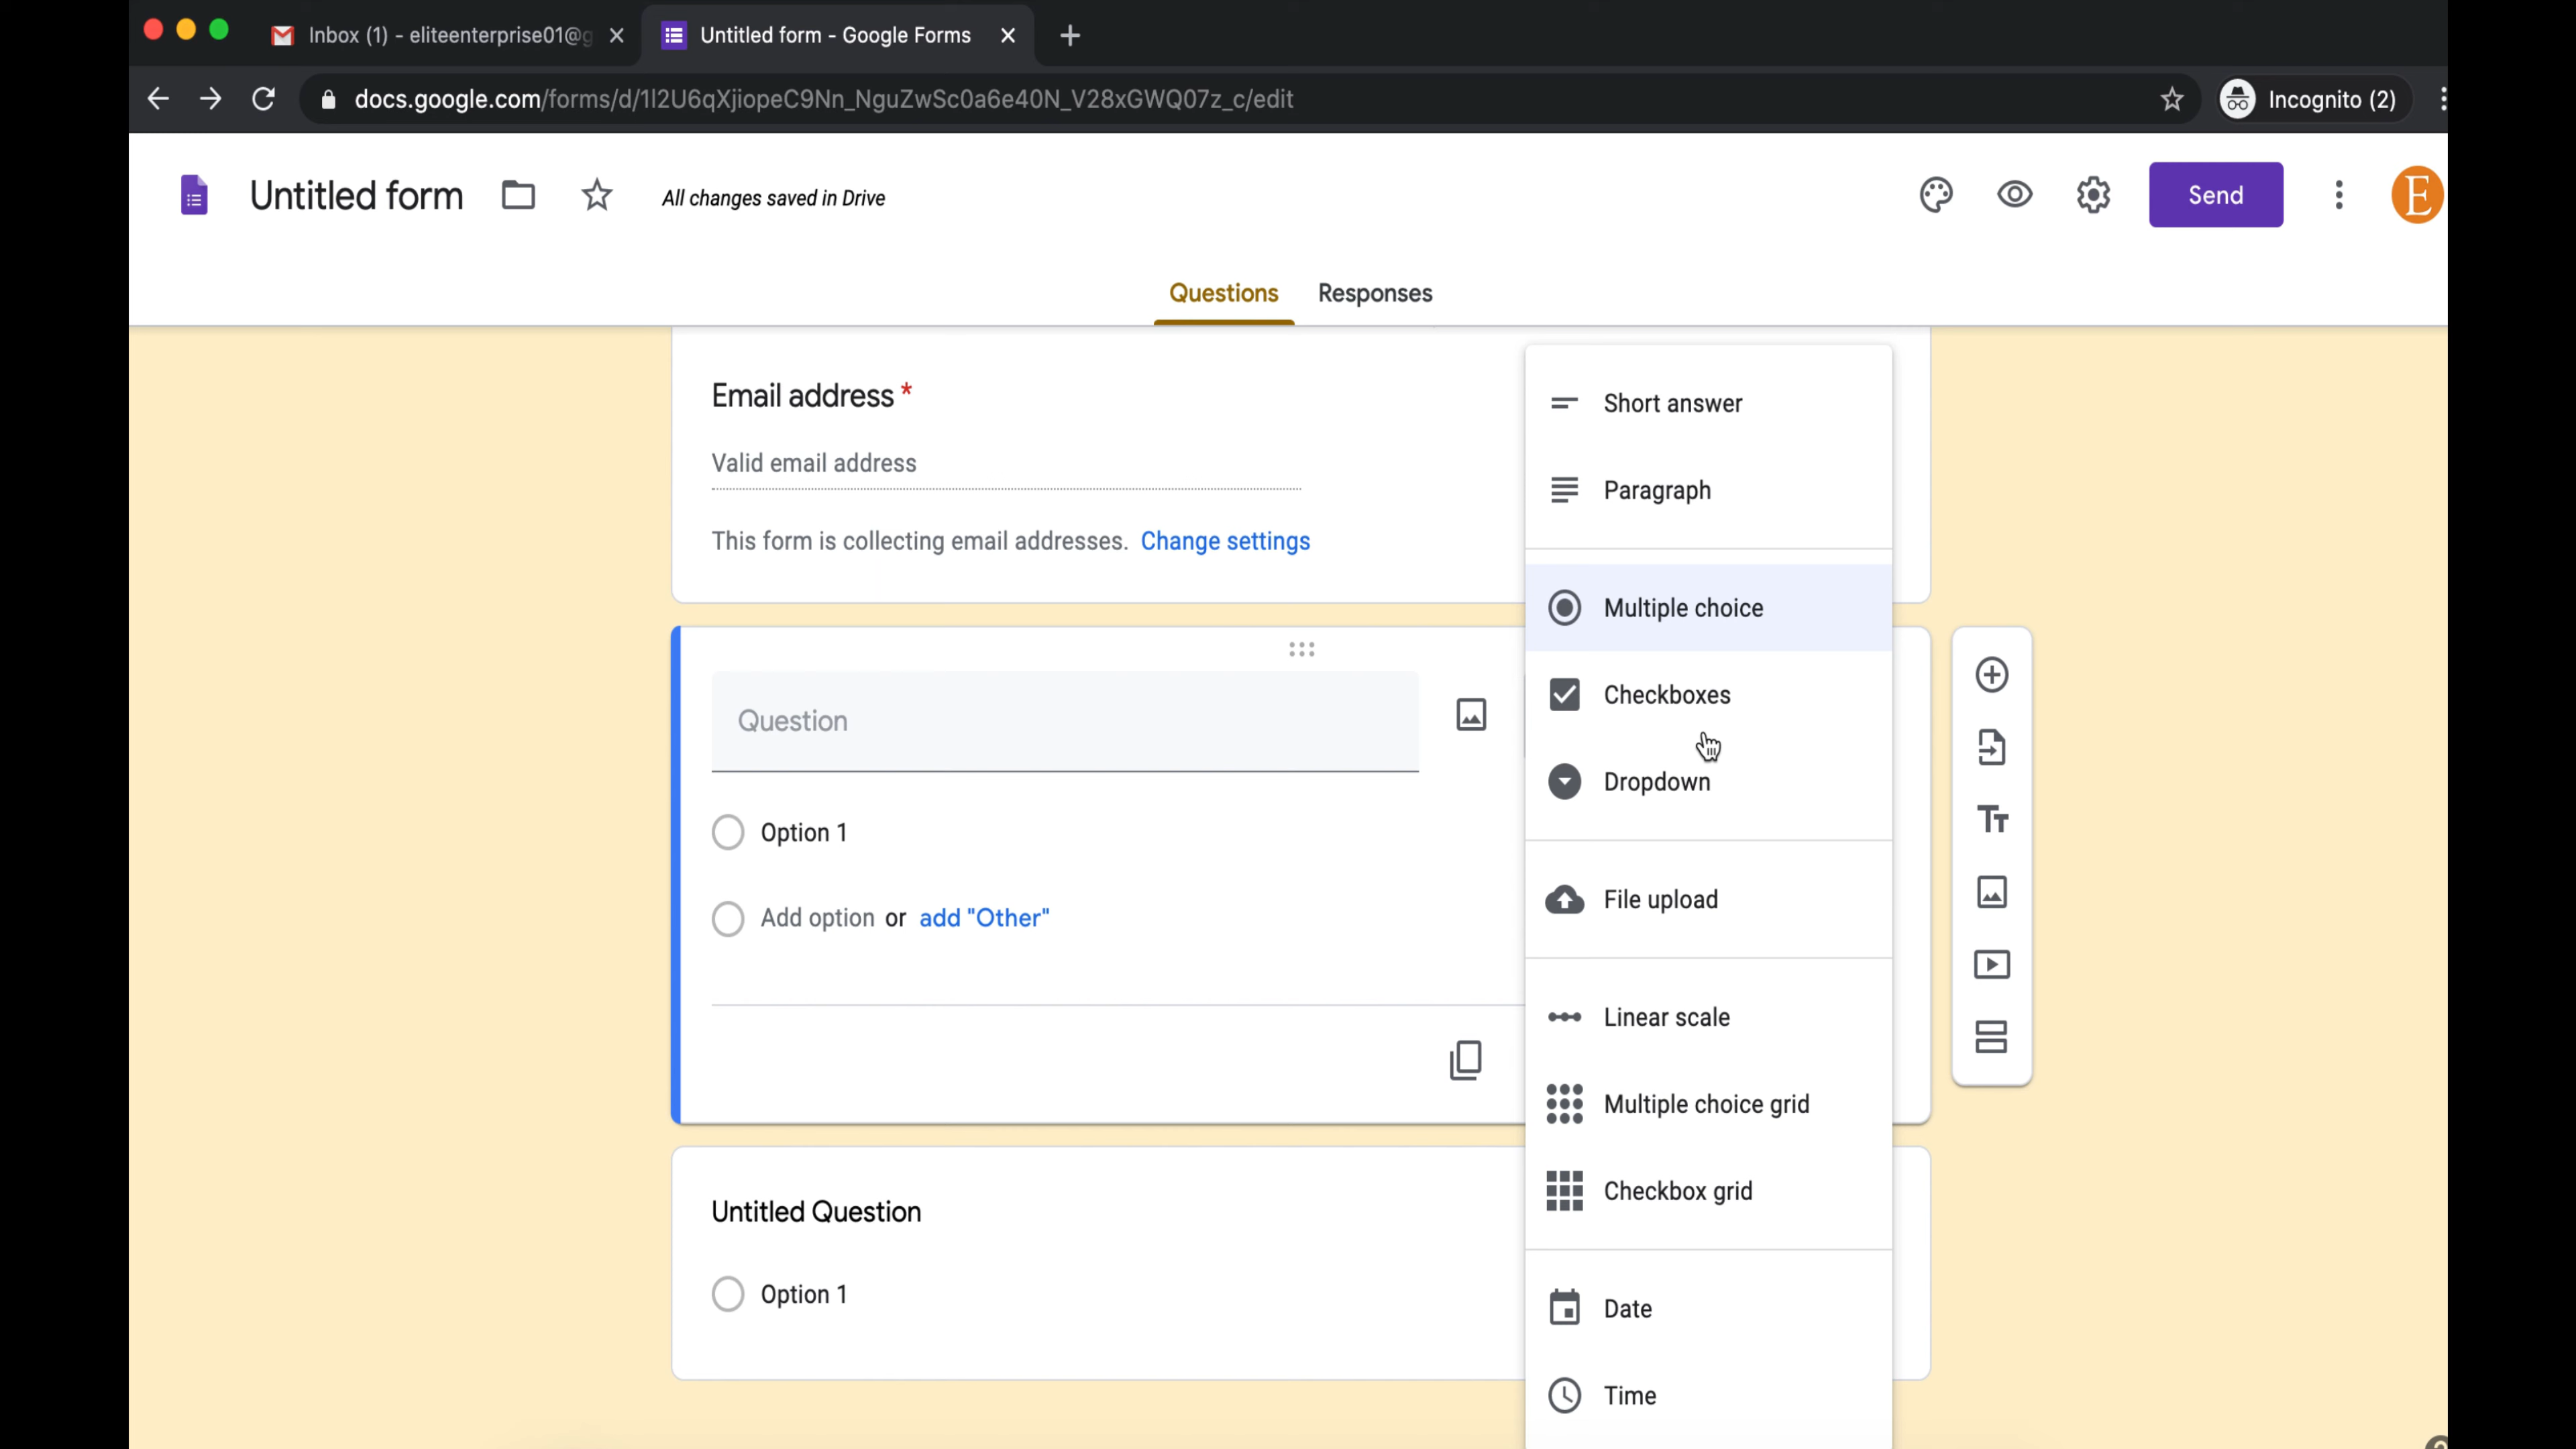 Inbox (1) - eliteenterprise01@g
Untitled form - Google Forms
docs.google.com/forms/d/1l2U6qXjiopeC9Nn_NguZwSc0a6e40N_V28xGWQ07z_c/edit
Incognito (2)
Untitled form
All changes saved in Drive
Send
E
Questions
Responses
Email address *
Valid email address
This form is collecting email addresses. Change settings
Question
Option 1
Add option or add "Other"
Untitled Question
Option 1
Short answer
Paragraph
Multiple choice
Checkboxes
Dropdown
File upload
Linear scale
Multiple choice grid
Checkbox grid
Date
Time
Tт